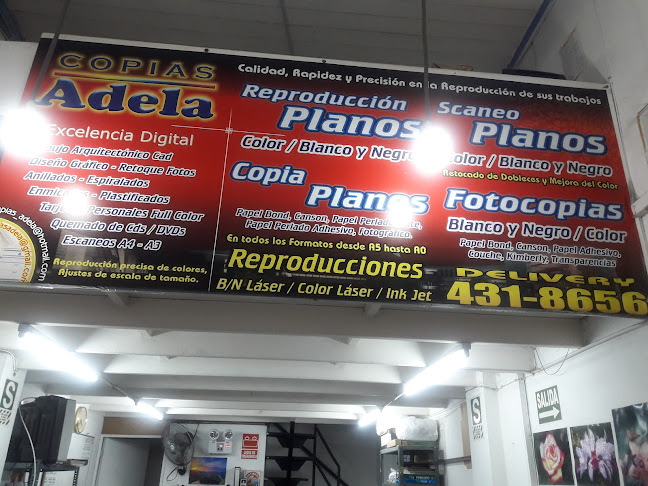 COPIAS
Adela
Excelencia Digital
Dibujo Arquitectónico Cad
Diseño Gráfico - Retoque Fotos
Anillados - Espiralados
Enmicados - Plastificados
Tarjetas Personales Full Color
Quemado de Cds / DVDs
Escaneos A4 - A3
Reproducción precisa de colores,
Ajustes de escala de tamaño.
Calidad, Rapidez y Precisión en la Reproducción de sus trabajos
Reproducción
Planos
Color / Blanco y Negro
Copia
Planos
Papel Bond, Canson, Papel Perlado
Papel Perlado Adhesivo, Fotográfico.
En todos los Formatos desde A5 hasta A0
Reproducciones
B/N Láser / Color Láser / Ink Jet
Scaneo
Planos
Color / Blanco y Negro
Retocado de Dobleces y Mejora del Color
Fotocopias
Blanco y Negro / Color
Papel Bond, Canson, Papel Adhesivo,
Couche, Kimberly, Transparencias
DELIVERY
431-8656
SALIDA
S
S